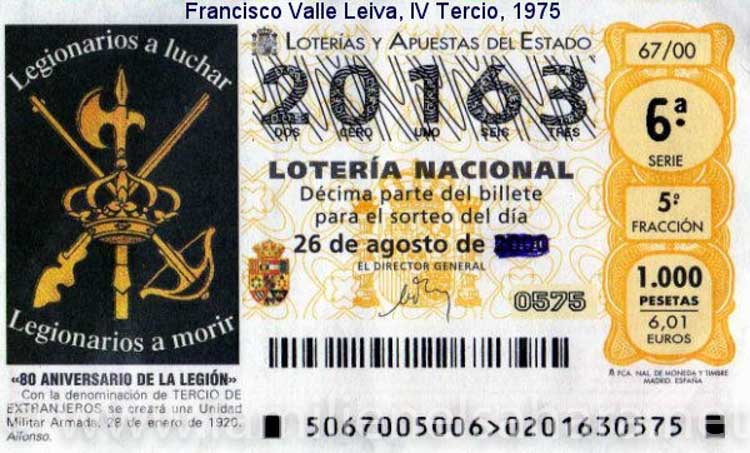 Francisco Valle Leiva, IV Tercio, 1975
Legionarios a luchar
Legionarios a morir
«80 ANIVERSARIO DE LA LEGIÓN»
Con la denominación de TERCIO DE
EXTRANJEROS se creará una Unidad
Militar Armada, 28 de enero de 1920.
Alfonso.
LOTERÍAS Y APUESTAS DEL ESTADO
20163
DOS CERO UNO SEIS TRES
LOTERÍA NACIONAL
Décima parte del billete
para el sorteo del día
26 de agosto de
EL DIRECTOR GENERAL
0575
67/00
6ª
SERIE
5ª
FRACCIÓN
1.000
PESETAS
6,01
EUROS
FCA. NAL. DE MONEDA Y TIMBRE
MADRID. ESPAÑA
5067005006>0201630575